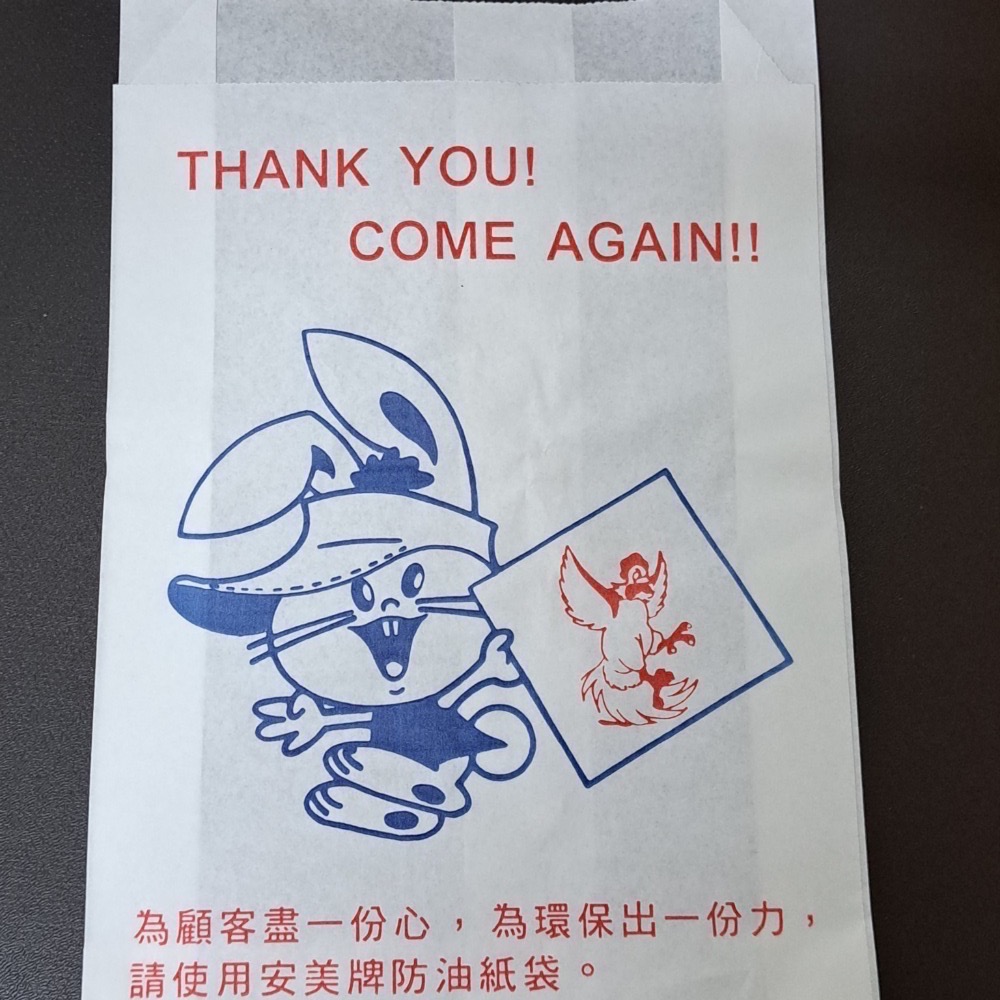 THANK YOU!
COME AGAIN!!
為顧客盡一份心，為環保出一份力，
請使用安美牌防油紙袋。